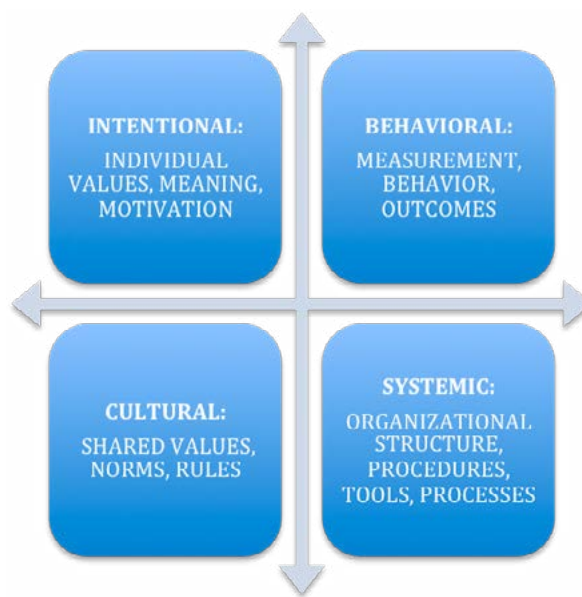 INTENTIONAL:
INDIVIDUAL
VALUES, MEANING,
MOTIVATION
BEHAVIORAL:
MEASUREMENT,
BEHAVIOR,
OUTCOMES
CULTURAL:
SHARED VALUES,
NORMS, RULES
SYSTEMIC:
ORGANIZATIONAL
STRUCTURE,
PROCEDURES,
TOOLS, PROCESSES